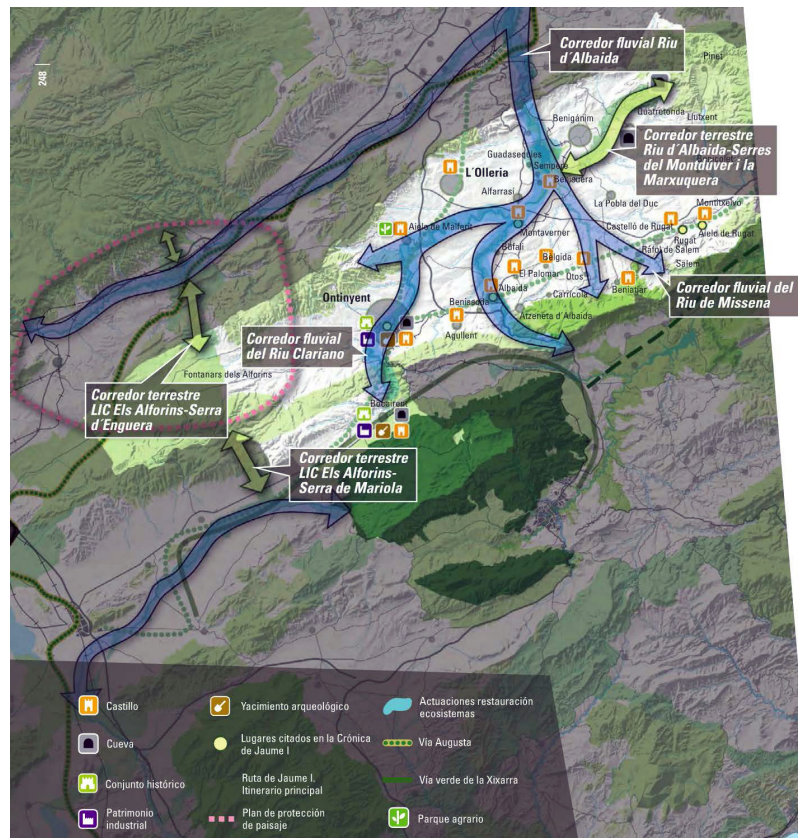 248
Corredor fluvial Riu
d´Albaida
Pinet
Quatretonda
Llutxent
Benigánim
Corredor terrestre
Riu d´Albaida-Serres
del Montdúver i la
Marxuquera
Guadasequies
Sempere
Benisuera
L´Olleria
Alfarrasí
La Pobla del Duc
Montitxelvo
Aielo de Malferit
Montaverner
Castelló de Rugat
Rugat
Aielo de Rugat
Bufali
Bèlgida
Ráfol de Salem
Salem
El Palomar
Otos
Ontinyent
Albaida
Carrícola
Beniatjar
Corredor fluvial del
Riu de Missena
Benissoda
Atzeneta d´Albaida
Corredor fluvial
del Riu Clariano
Agullent
Fontanars dels Alforins
Corredor terrestre
LIC Els Alforins-Serra
d´Enguera
Bocairent
Corredor terrestre
LIC Els Alforins-
Serra de Mariola
Castillo
Cueva
Conjunto histórico
Patrimonio
industrial
Yacimiento arqueológico
Lugares citados en la Crónica
de Jaume I
Ruta de Jaume I.
Itinerario principal
Plan de protección
de paisaje
Actuaciones restauración
ecosistemas
Vía Augusta
Vía verde de la Xixarra
Parque agrario